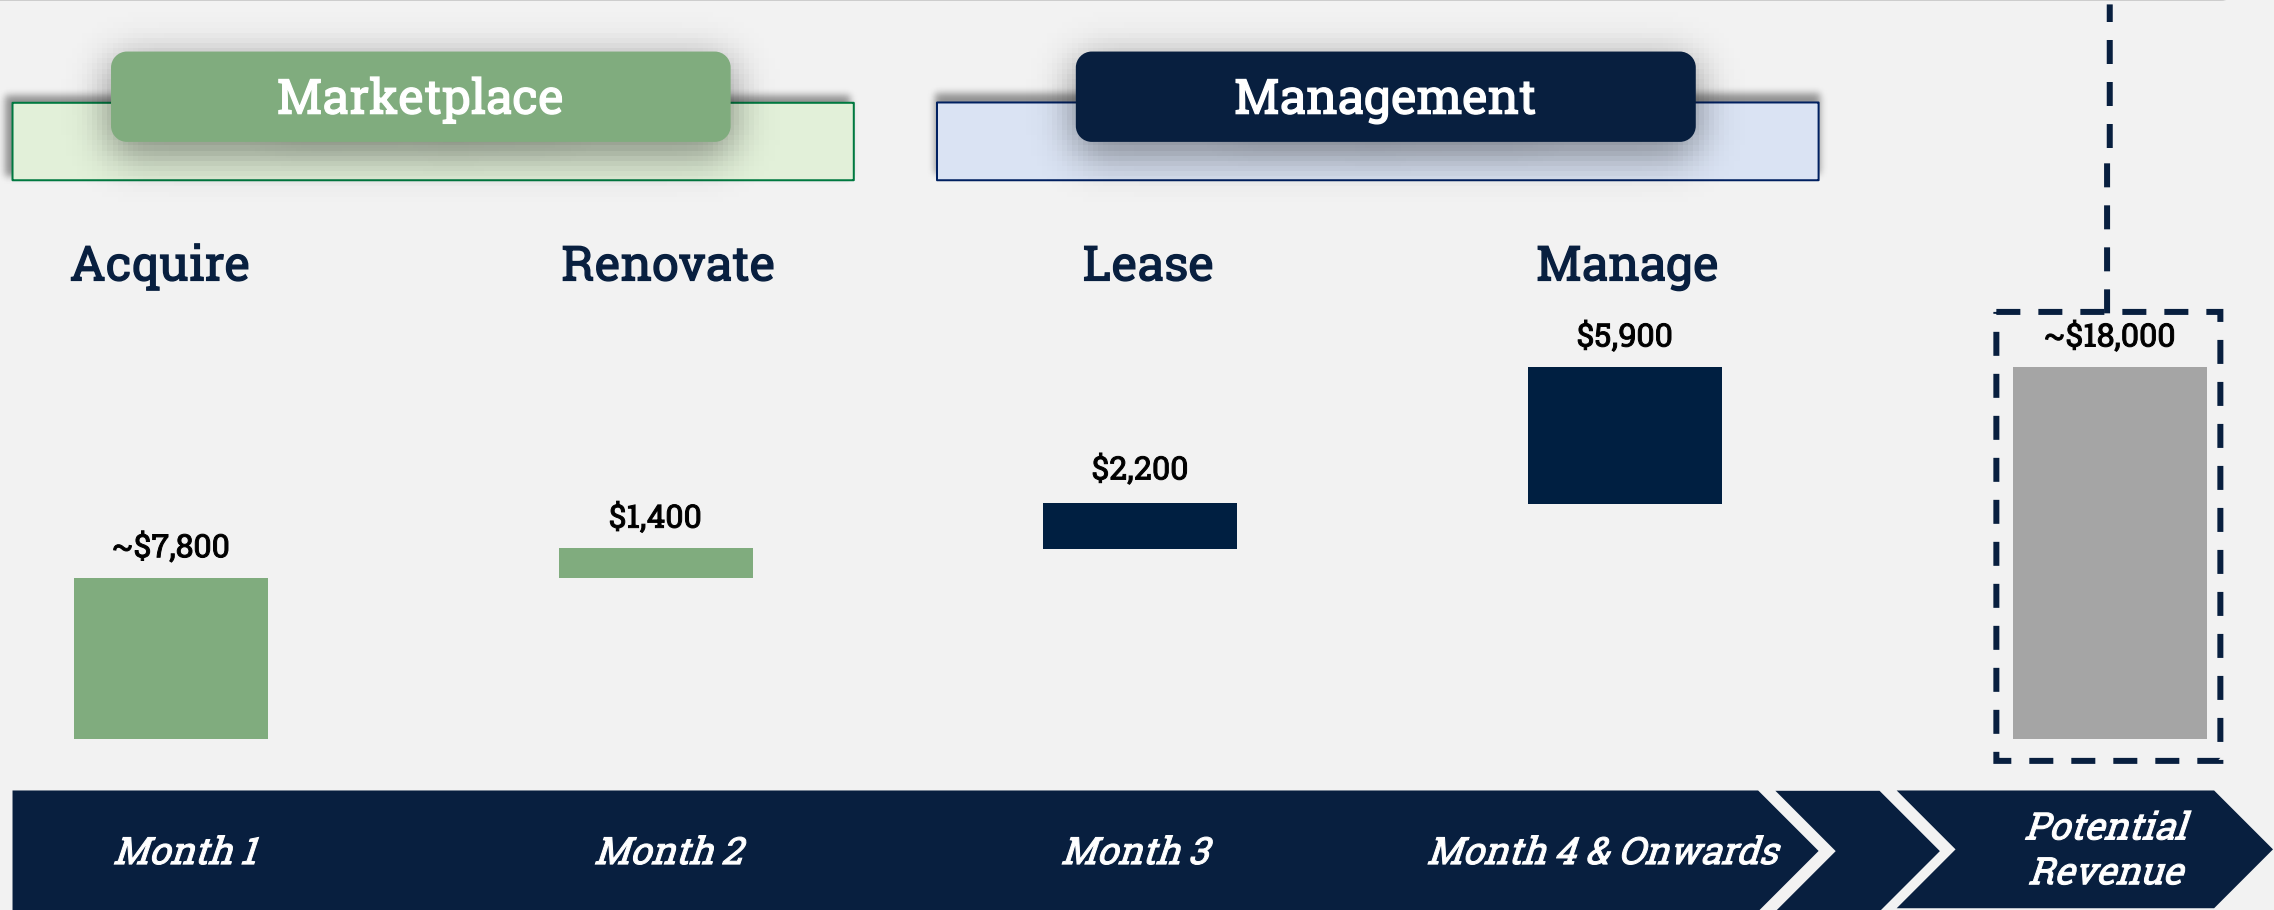 Marketplace
Management
Acquire
Renovate
Lease
Manage
~$7,800
$1,400
$2,200
$5,900
~$18,000
Month 1
Month 2
Month 3
Month 4 & Onwards
Potential
Revenue